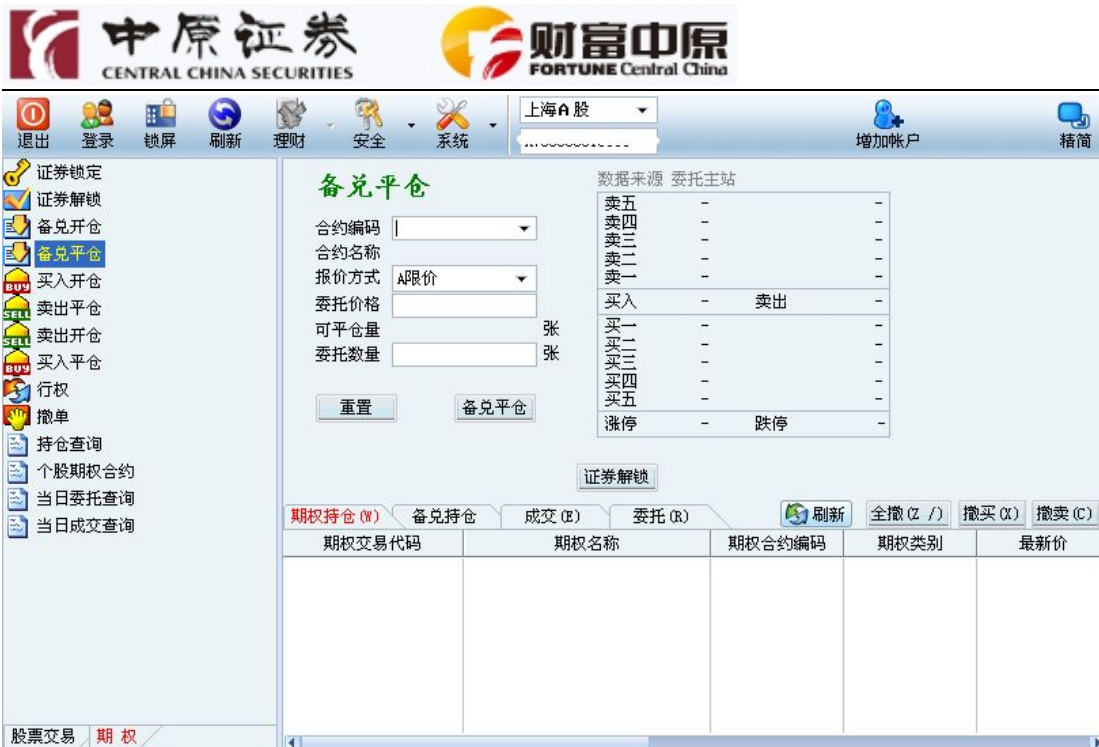 中原证券 财富中原
CENTRAL CHINA SECURITIES FORTUNE Central China
退出 登录 锁屏 刷新 理财 安全 系统 上海A股 增加帐户 精简
证券锁定
证券解锁
备兑开仓
备兑平仓
买入开仓
卖出平仓
卖出开仓
买入平仓
行权
撤单
持仓查询
个股期权合约
当日委托查询
当日成交查询
股票交易 期 权
备兑平仓
合约编码
合约名称
报价方式 A限价
委托价格
可平仓量 张
委托数量 张
重置 备兑平仓
数据来源 委托主站
卖五 - -
卖四 - -
卖三 - -
卖二 - -
卖一 - -
买入 - 卖出 -
买一 - -
买二 - -
买三 - -
买四 - -
买五 - -
涨停 - 跌停 -
证券解锁
期权持仓(W) 备兑持仓 成交(E) 委托(R) 刷新 全撤(Z /) 撤买(X) 撤卖(C)
期权交易代码 期权名称 期权合约编码 期权类别 最新价